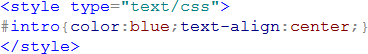 <style type="text/css">
#intro{color:blue;text-align:center;}
</style>